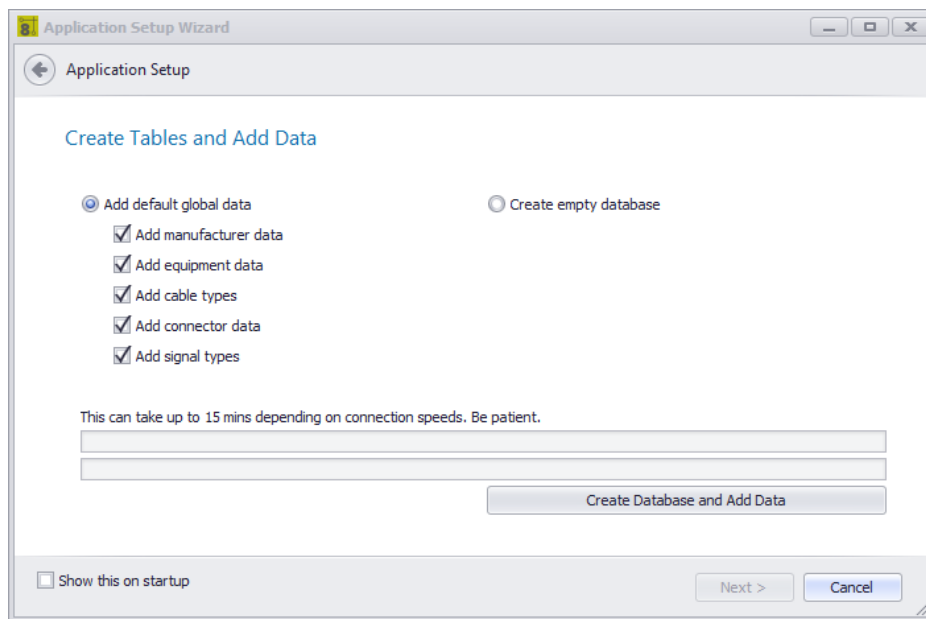 8
Application Setup Wizard
Application Setup
Create Tables and Add Data
Add default global data
Create empty database
Add manufacturer data
Add equipment data
Add cable types
Add connector data
Add signal types
This can take up to 15 mins depending on connection speeds. Be patient.
Create Database and Add Data
Show this on startup
Next >
Cancel